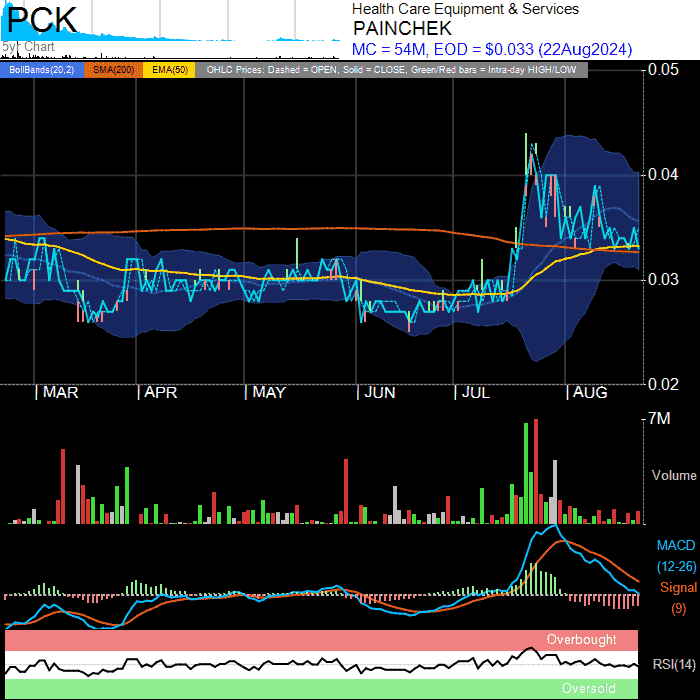 PCK
5yr Chart
Health Care Equipment & Services
PAINCHEK
MC = 54M, EOD = $0.033 (22Aug2024)
BollBands(20,2) SMA(200) EMA(50) OHLC Prices: Dashed = OPEN, Solid = CLOSE, Green/Red bars = Intra-day HIGH/LOW
0.05
0.04
0.03
0.02
| MAR | APR | MAY | JUN | JUL | AUG
7M
Volume
MACD
(12-26)
Signal
(9)
Overbought
RSI(14)
Oversold